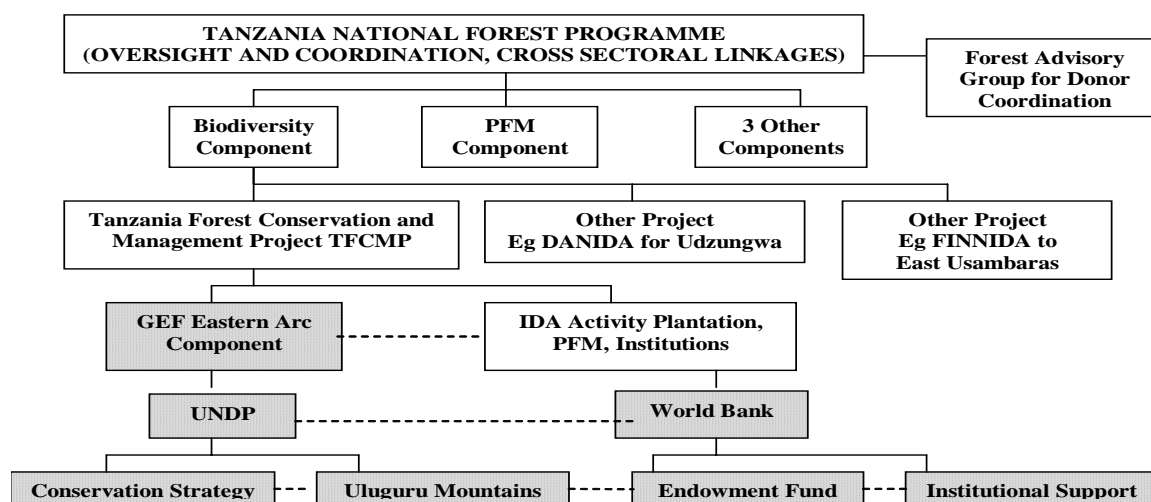 TANZANIA NATIONAL FOREST PROGRAMME
(OVERSIGHT AND COORDINATION, CROSS SECTORAL LINKAGES)
Forest Advisory
Group for Donor
Coordination
Biodiversity
Component
PFM
Component
3 Other
Components
Tanzania Forest Conservation and
Management Project TFCMP
Other Project
Eg DANIDA for Udzungwa
Other Project
Eg FINNIDA to
East Usambaras
GEF Eastern Arc
Component
IDA Activity Plantation,
PFM, Institutions
UNDP
World Bank
Conservation Strategy
Uluguru Mountains
Endowment Fund
Institutional Support